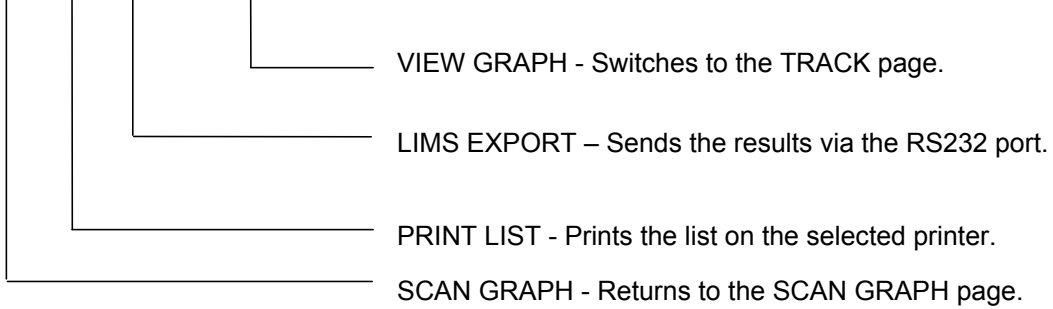 VIEW GRAPH - Switches to the TRACK page.
LIMS EXPORT – Sends the results via the RS232 port.
PRINT LIST - Prints the list on the selected printer.
SCAN GRAPH - Returns to the SCAN GRAPH page.